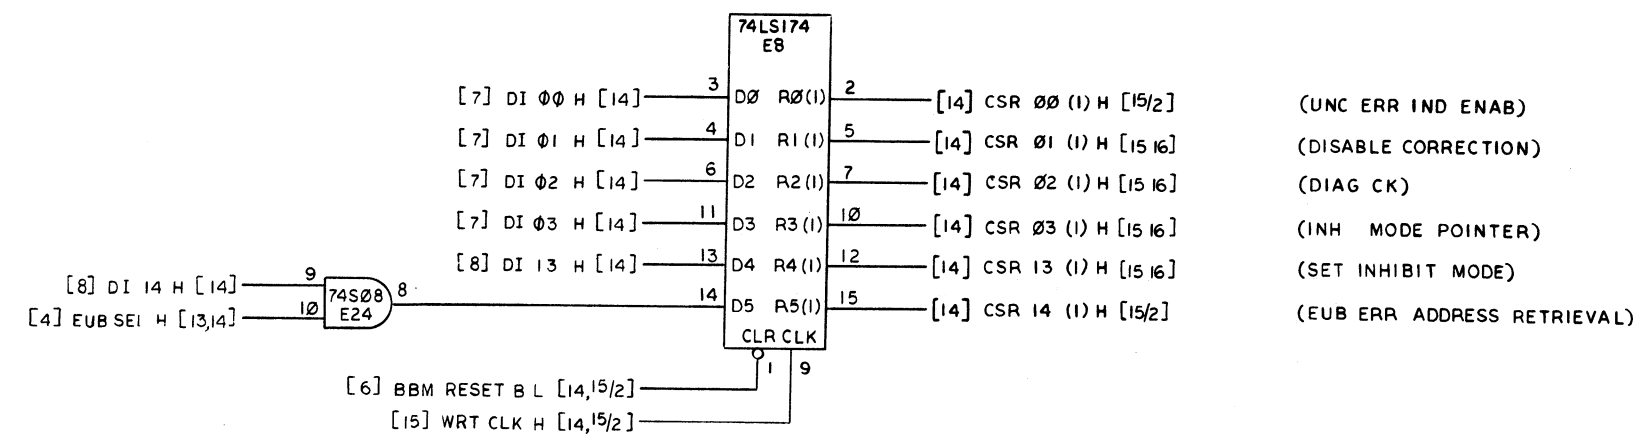 74LS174
E8
[7] DI ØØ H [14] 3 DØ RØ(1) 2 [14] CSR ØØ (1) H [15/2] (UNC ERR IND ENAB)
[7] DI Ø1 H [14] 4 D1 R1(1) 5 [14] CSR Ø1 (1) H [15 16] (DISABLE CORRECTION)
[7] DI Ø2 H [14] 6 D2 R2(1) 7 [14] CSR Ø2 (1) H [15 16] (DIAG CK)
[7] DI Ø3 H [14] 11 D3 R3(1) 1Ø [14] CSR Ø3 (1) H [15 16] (INH MODE POINTER)
[8] DI 13 H [14] 13 D4 R4(1) 12 [14] CSR 13 (1) H [15 16] (SET INHIBIT MODE)
[8] DI 14 H [14] 9
74SØ8 8
E24
[4] EUB SEL H [13,14] 1Ø
14 D5 R5(1) 15 [14] CSR 14 (1) H [15/2] (EUB ERR ADDRESS RETRIEVAL)
CLR CLK
1 9
[6] BBM RESET B L [14,15/2]
[15] WRT CLK H [14,15/2]